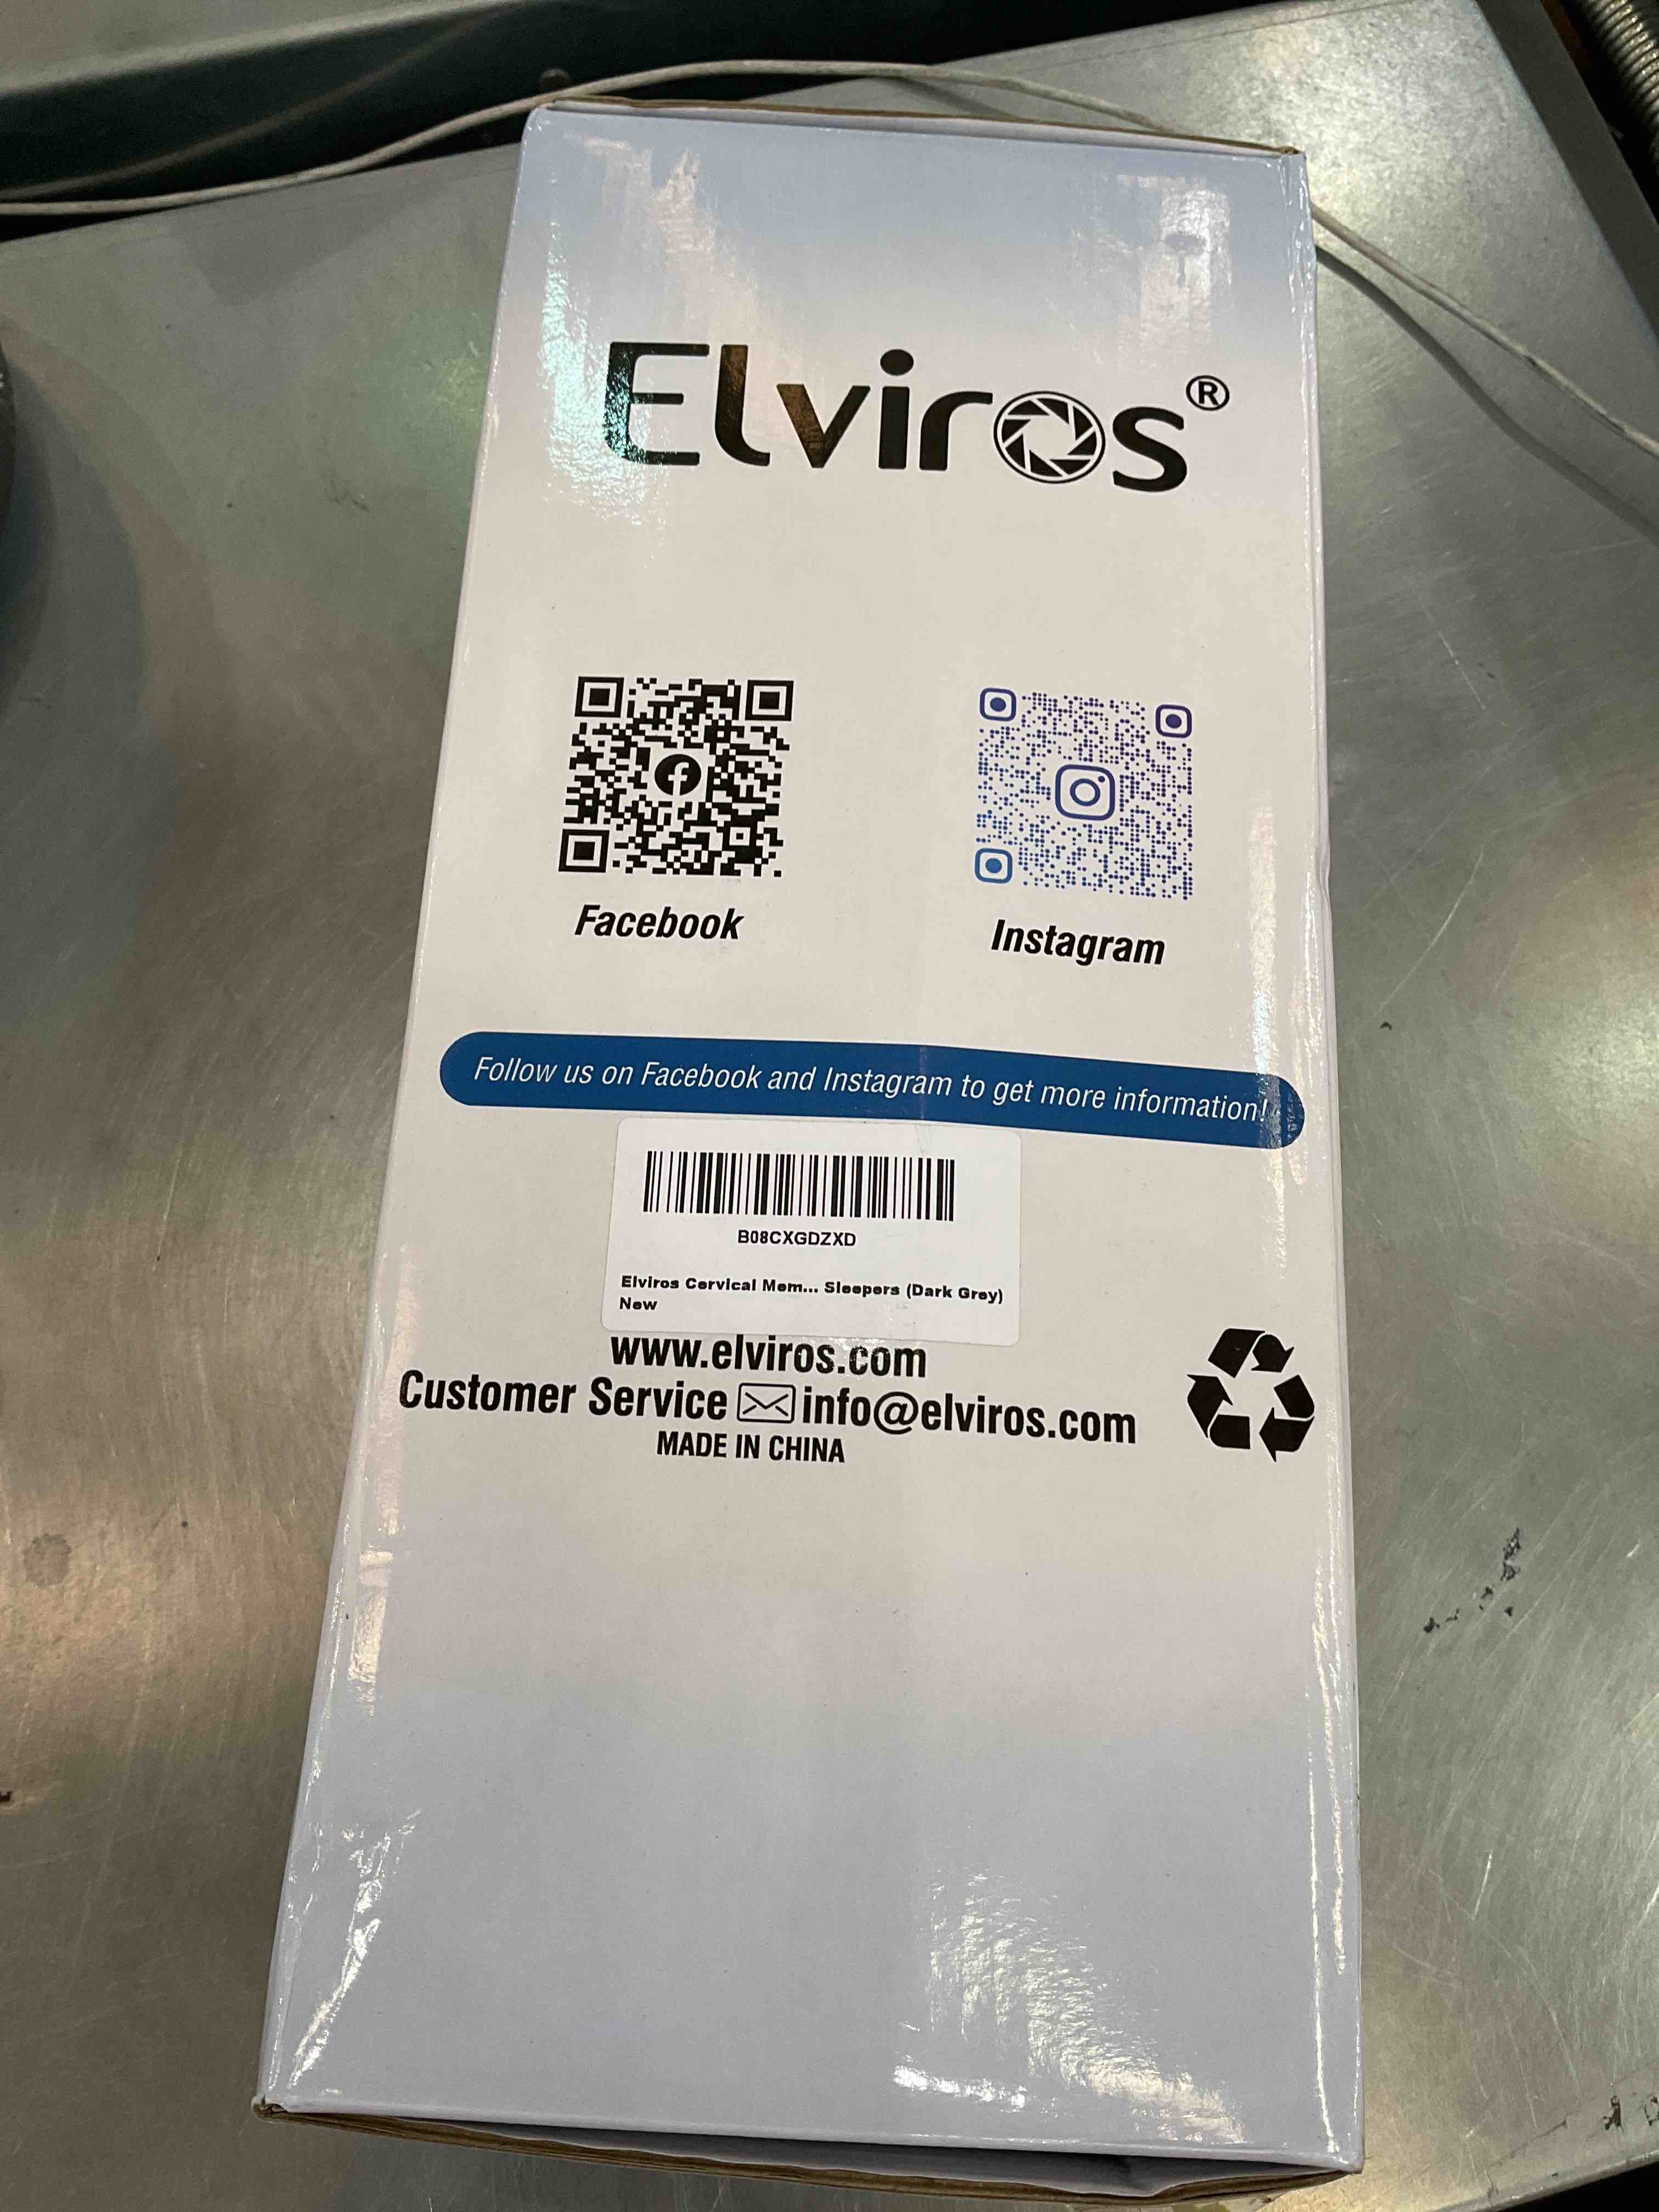 Elviros®
Facebook
Instagram
Follow us on Facebook and Instagram to get more information!
B08CXGDZXD
Elviros Cervical Mem... Sleepers (Dark Grey)
New
www.elviros.com
Customer Service info@elviros.com
MADE IN CHINA